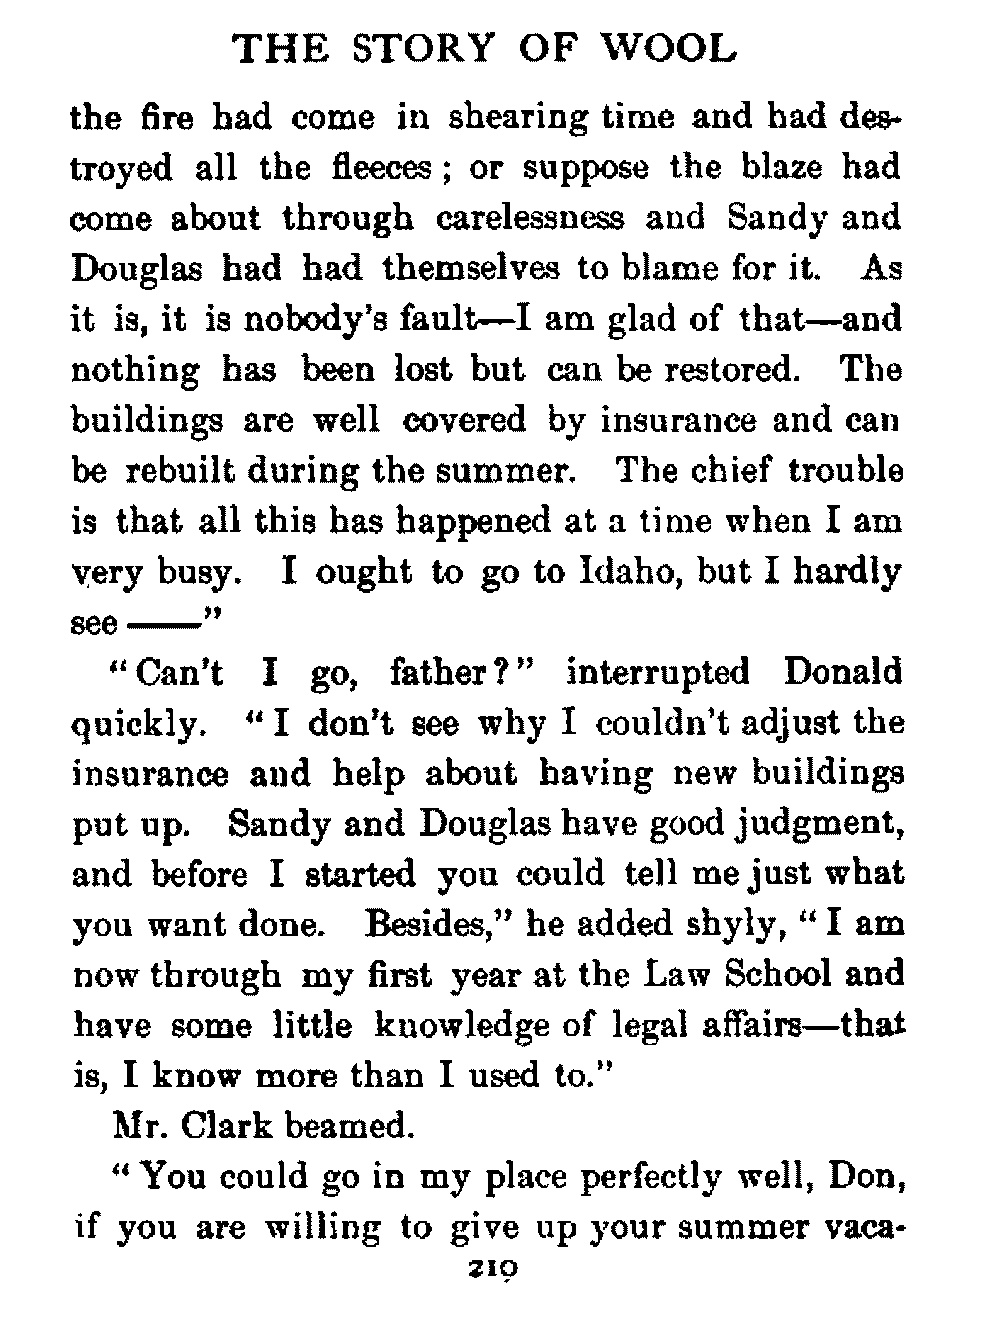 THE STORY OF WOOL
the fire had come in shearing time and had des-
troyed all the fleeces; or suppose the blaze had
come about through carelessness and Sandy and
Douglas had had themselves to blame for it. As
it is, it is nobody's fault—I am glad of that—and
nothing has been lost but can be restored. The
buildings are well covered by insurance and can
be rebuilt during the summer. The chief trouble
is that all this has happened at a time when I am
very busy. I ought to go to Idaho, but I hardly
see ——"
"Can't I go, father?" interrupted Donald
quickly. "I don't see why I couldn't adjust the
insurance and help about having new buildings
put up. Sandy and Douglas have good judgment,
and before I started you could tell me just what
you want done. Besides," he added shyly, "I am
now through my first year at the Law School and
have some little knowledge of legal affairs—that
is, I know more than I used to."
Mr. Clark beamed.
"You could go in my place perfectly well, Don,
if you are willing to give up your summer vaca-
210